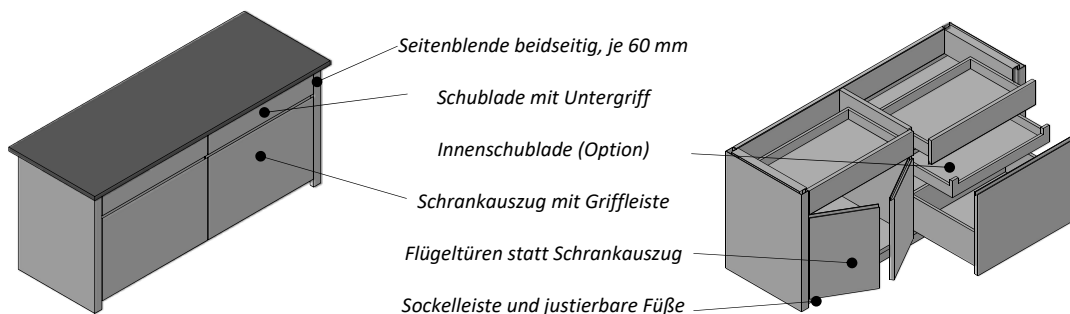 Seitenblende beidseitig, je 60 mm
Schublade mit Untergriff
Innenschublade (Option)
Schrankauszug mit Griffleiste
Flügeltüren statt Schrankauszug
Sockelleiste und justierbare Füße